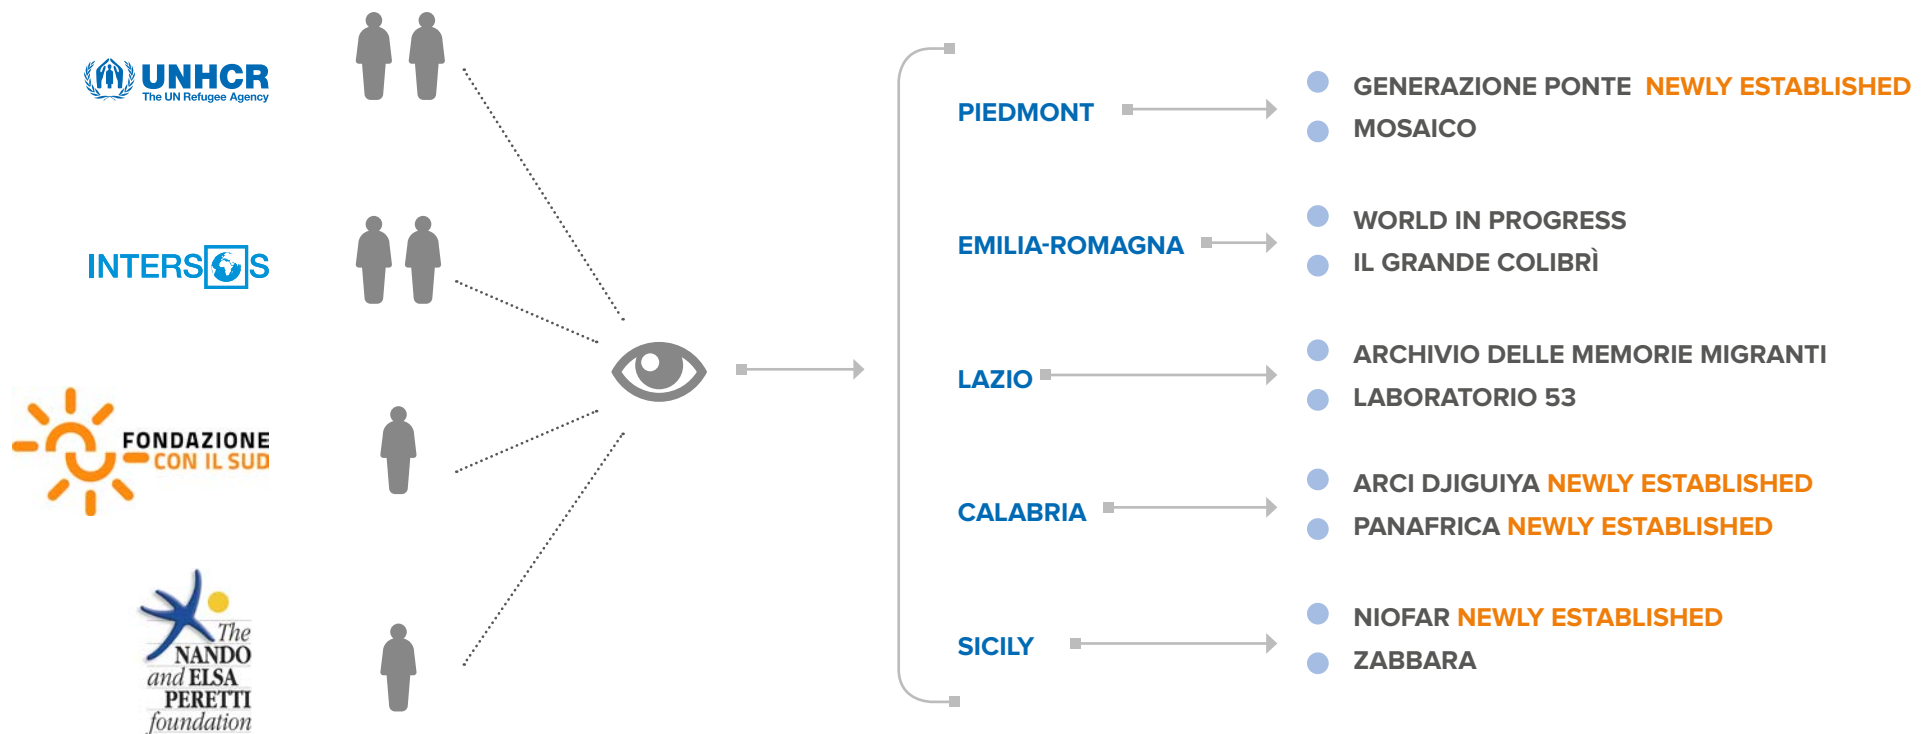 UNHCR
The UN Refugee Agency
INTERSOS
FONDAZIONE
CON IL SUD
The
NANDO
and ELSA
PERETTI
foundation
PIEDMONT
GENERAZIONE PONTE NEWLY ESTABLISHED
MOSAICO
EMILIA-ROMAGNA
WORLD IN PROGRESS
IL GRANDE COLIBRÌ
LAZIO
ARCHIVIO DELLE MEMORIE MIGRANTI
LABORATORIO 53
CALABRIA
ARCI DJIGUIYA NEWLY ESTABLISHED
PANAFRICA NEWLY ESTABLISHED
SICILY
NIOFAR NEWLY ESTABLISHED
ZABBARA